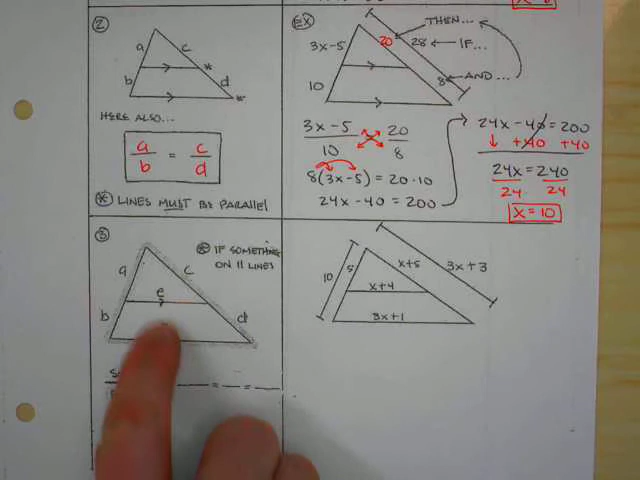 ②
a
c
b
d
*
*
HERE ALSO...
a/b = c/d
* LINES MUST BE PARALLEL
EX
THEN...
3x-5
20
28 ← IF...
10
8 ← AND...
(3x-5)/10 = 20/8
8(3x-5) = 20·10
24x-40 = 200
24x-40 = 200
+40 +40
24x = 240
24 24
x = 10
③
* IF SOMETHING
ON || LINES
a
c
e
b
d
= =
10
5
x+5
3x+3
x+4
3x+1